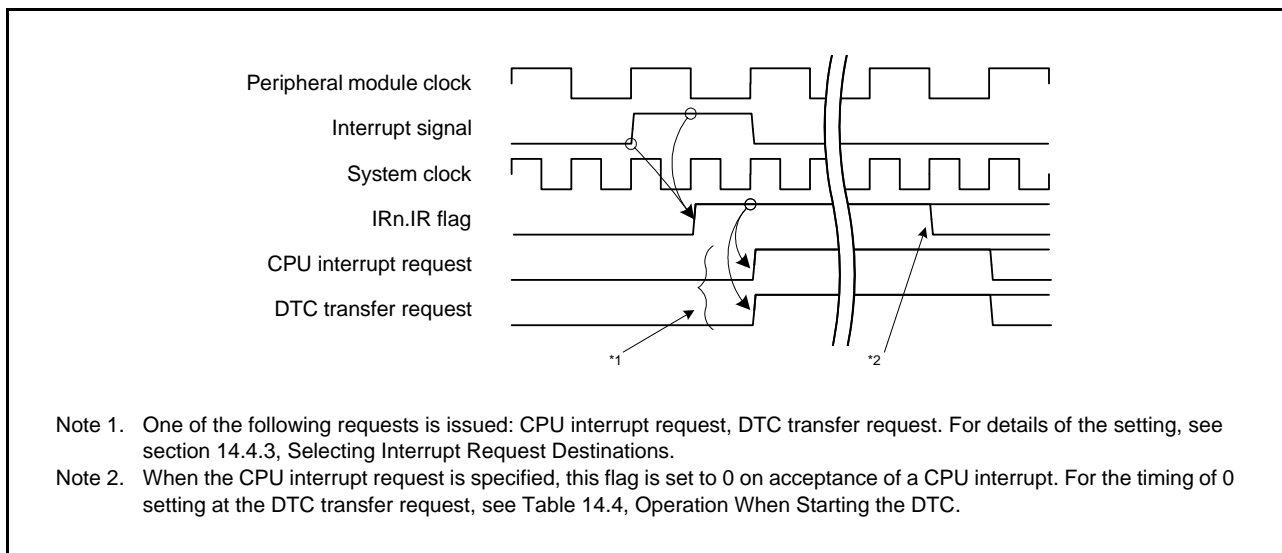 Peripheral module clock
Interrupt signal
System clock
IRn.IR flag
CPU interrupt request
DTC transfer request
*1
*2
Note 1. One of the following requests is issued: CPU interrupt request, DTC transfer request. For details of the setting, see
section 14.4.3, Selecting Interrupt Request Destinations.
Note 2. When the CPU interrupt request is specified, this flag is set to 0 on acceptance of a CPU interrupt. For the timing of 0
setting at the DTC transfer request, see Table 14.4, Operation When Starting the DTC.